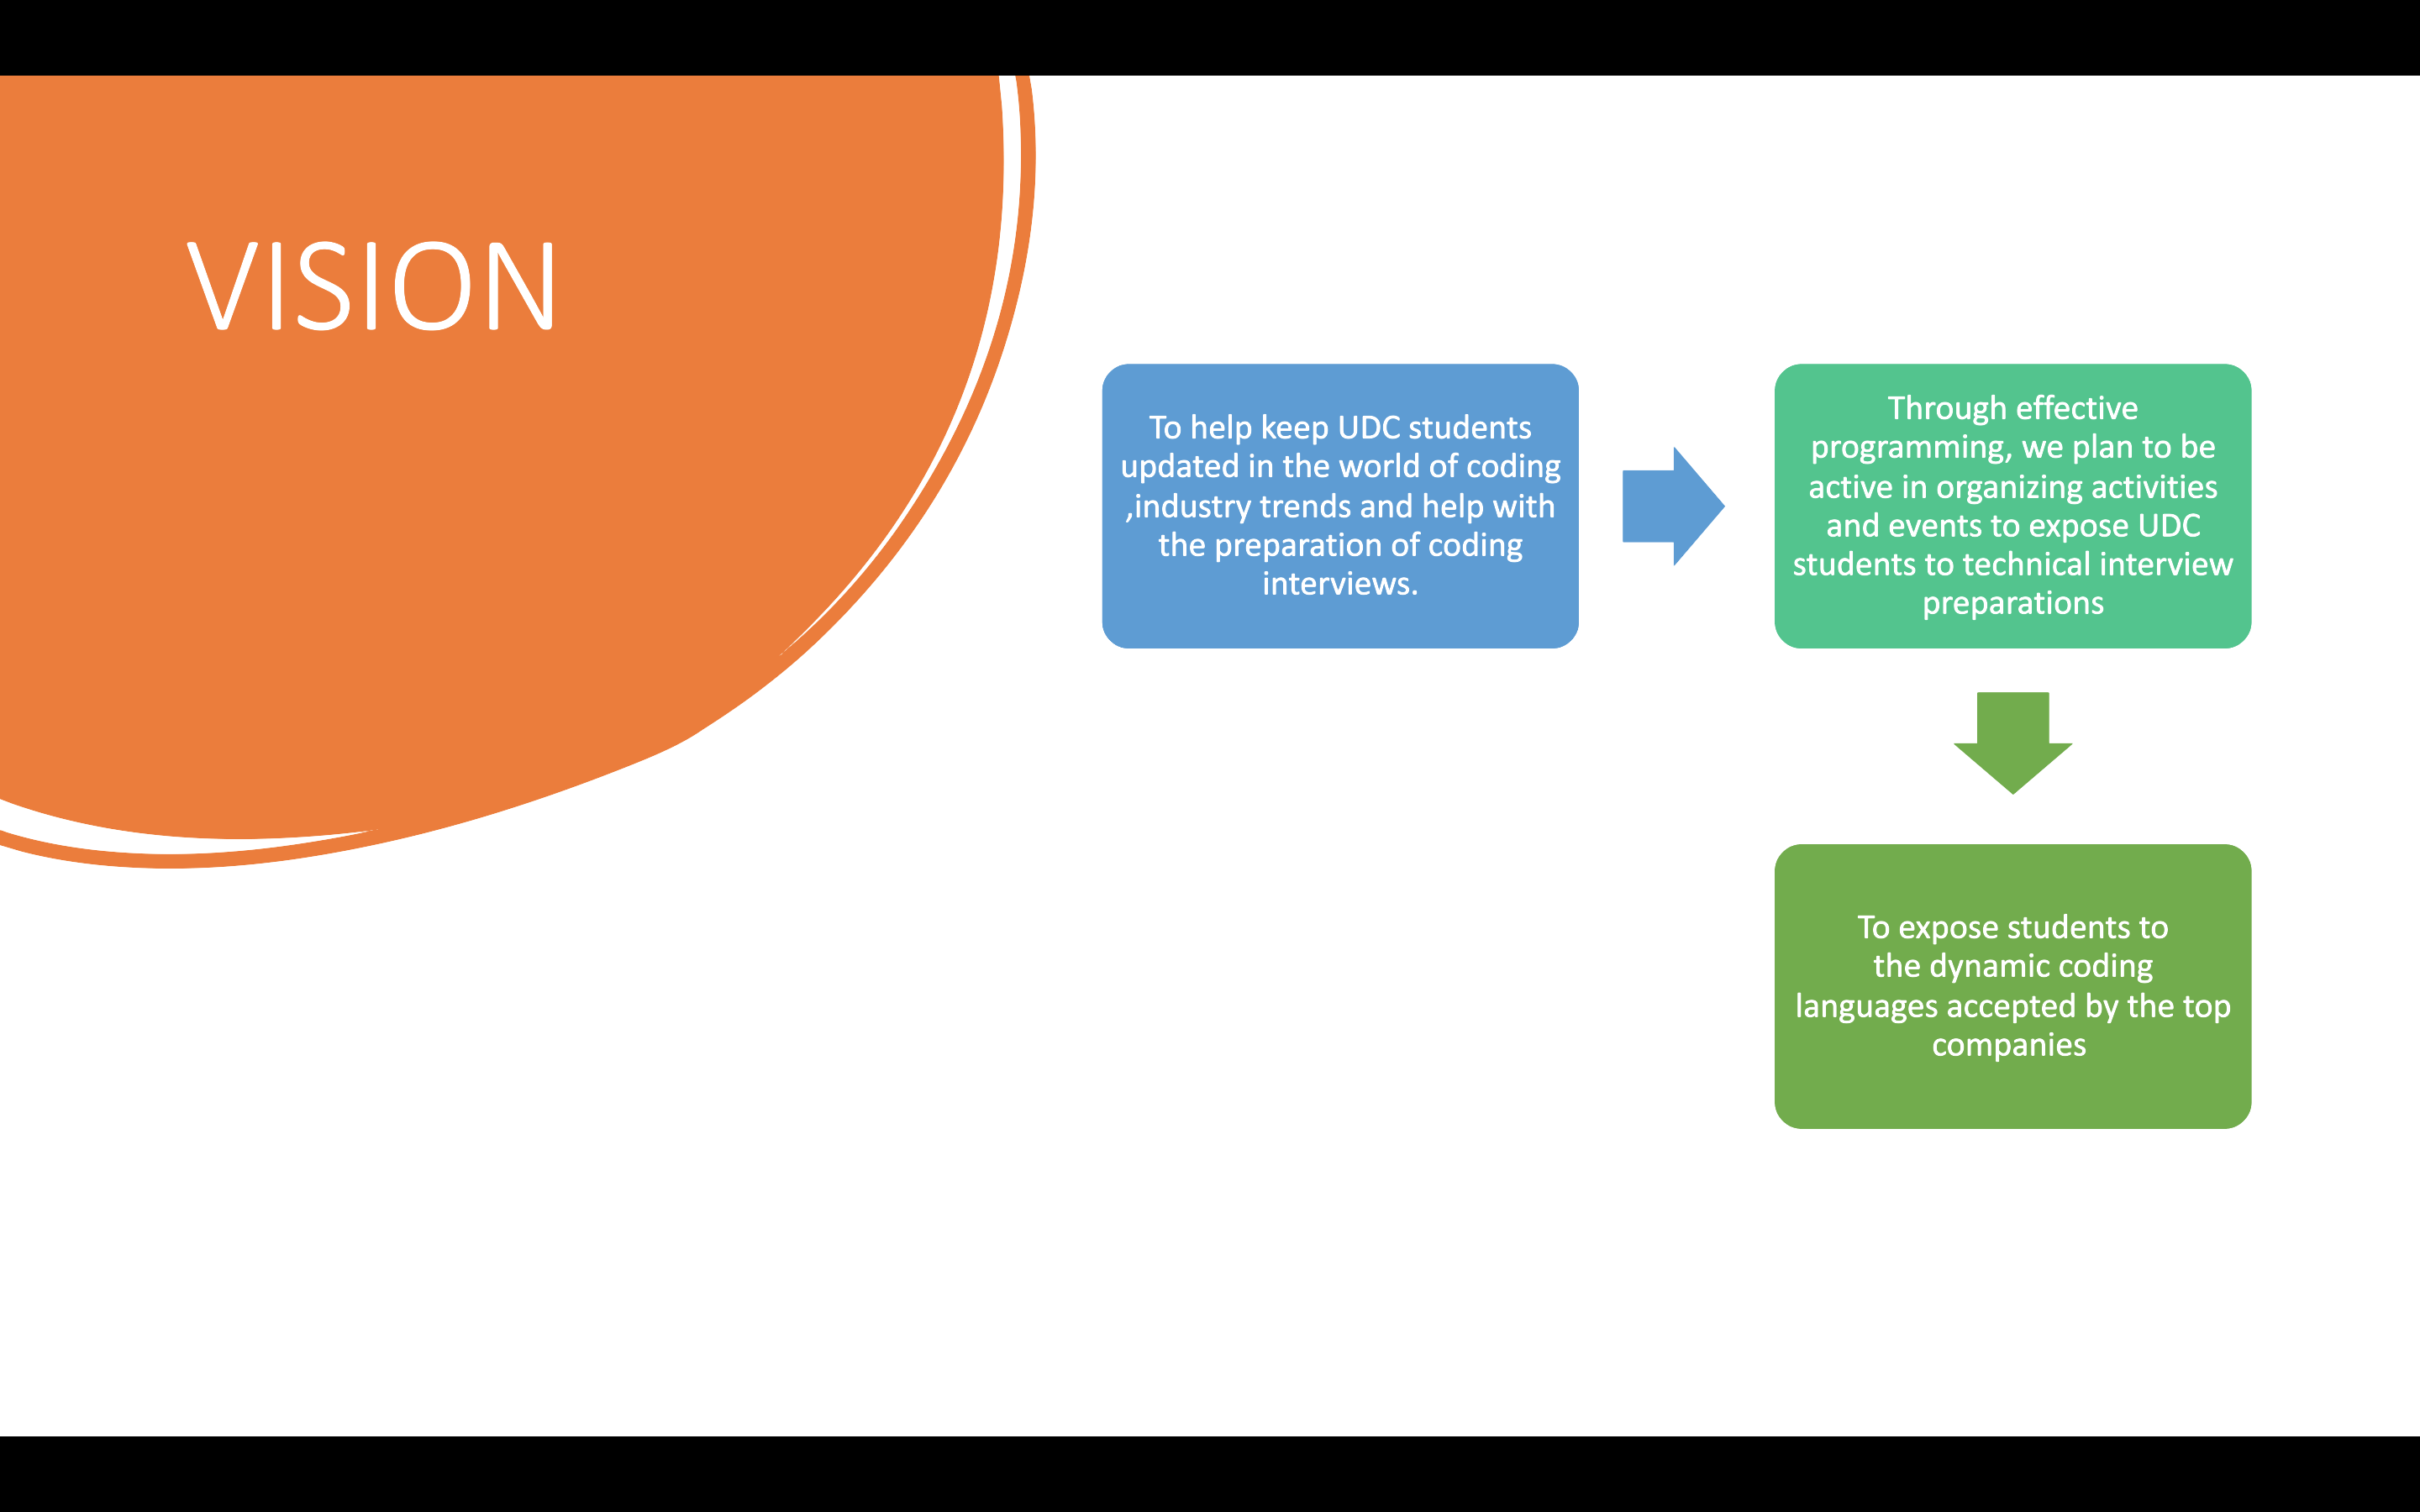 VISION
To help keep UDC students
updated in the world of coding
,industry trends and help with
the preparation of coding
interviews.
Through effective
programming, we plan to be
active in organizing activities
and events to expose UDC
students to technical interview
preparations
To expose students to
the dynamic coding
languages accepted by the top
companies